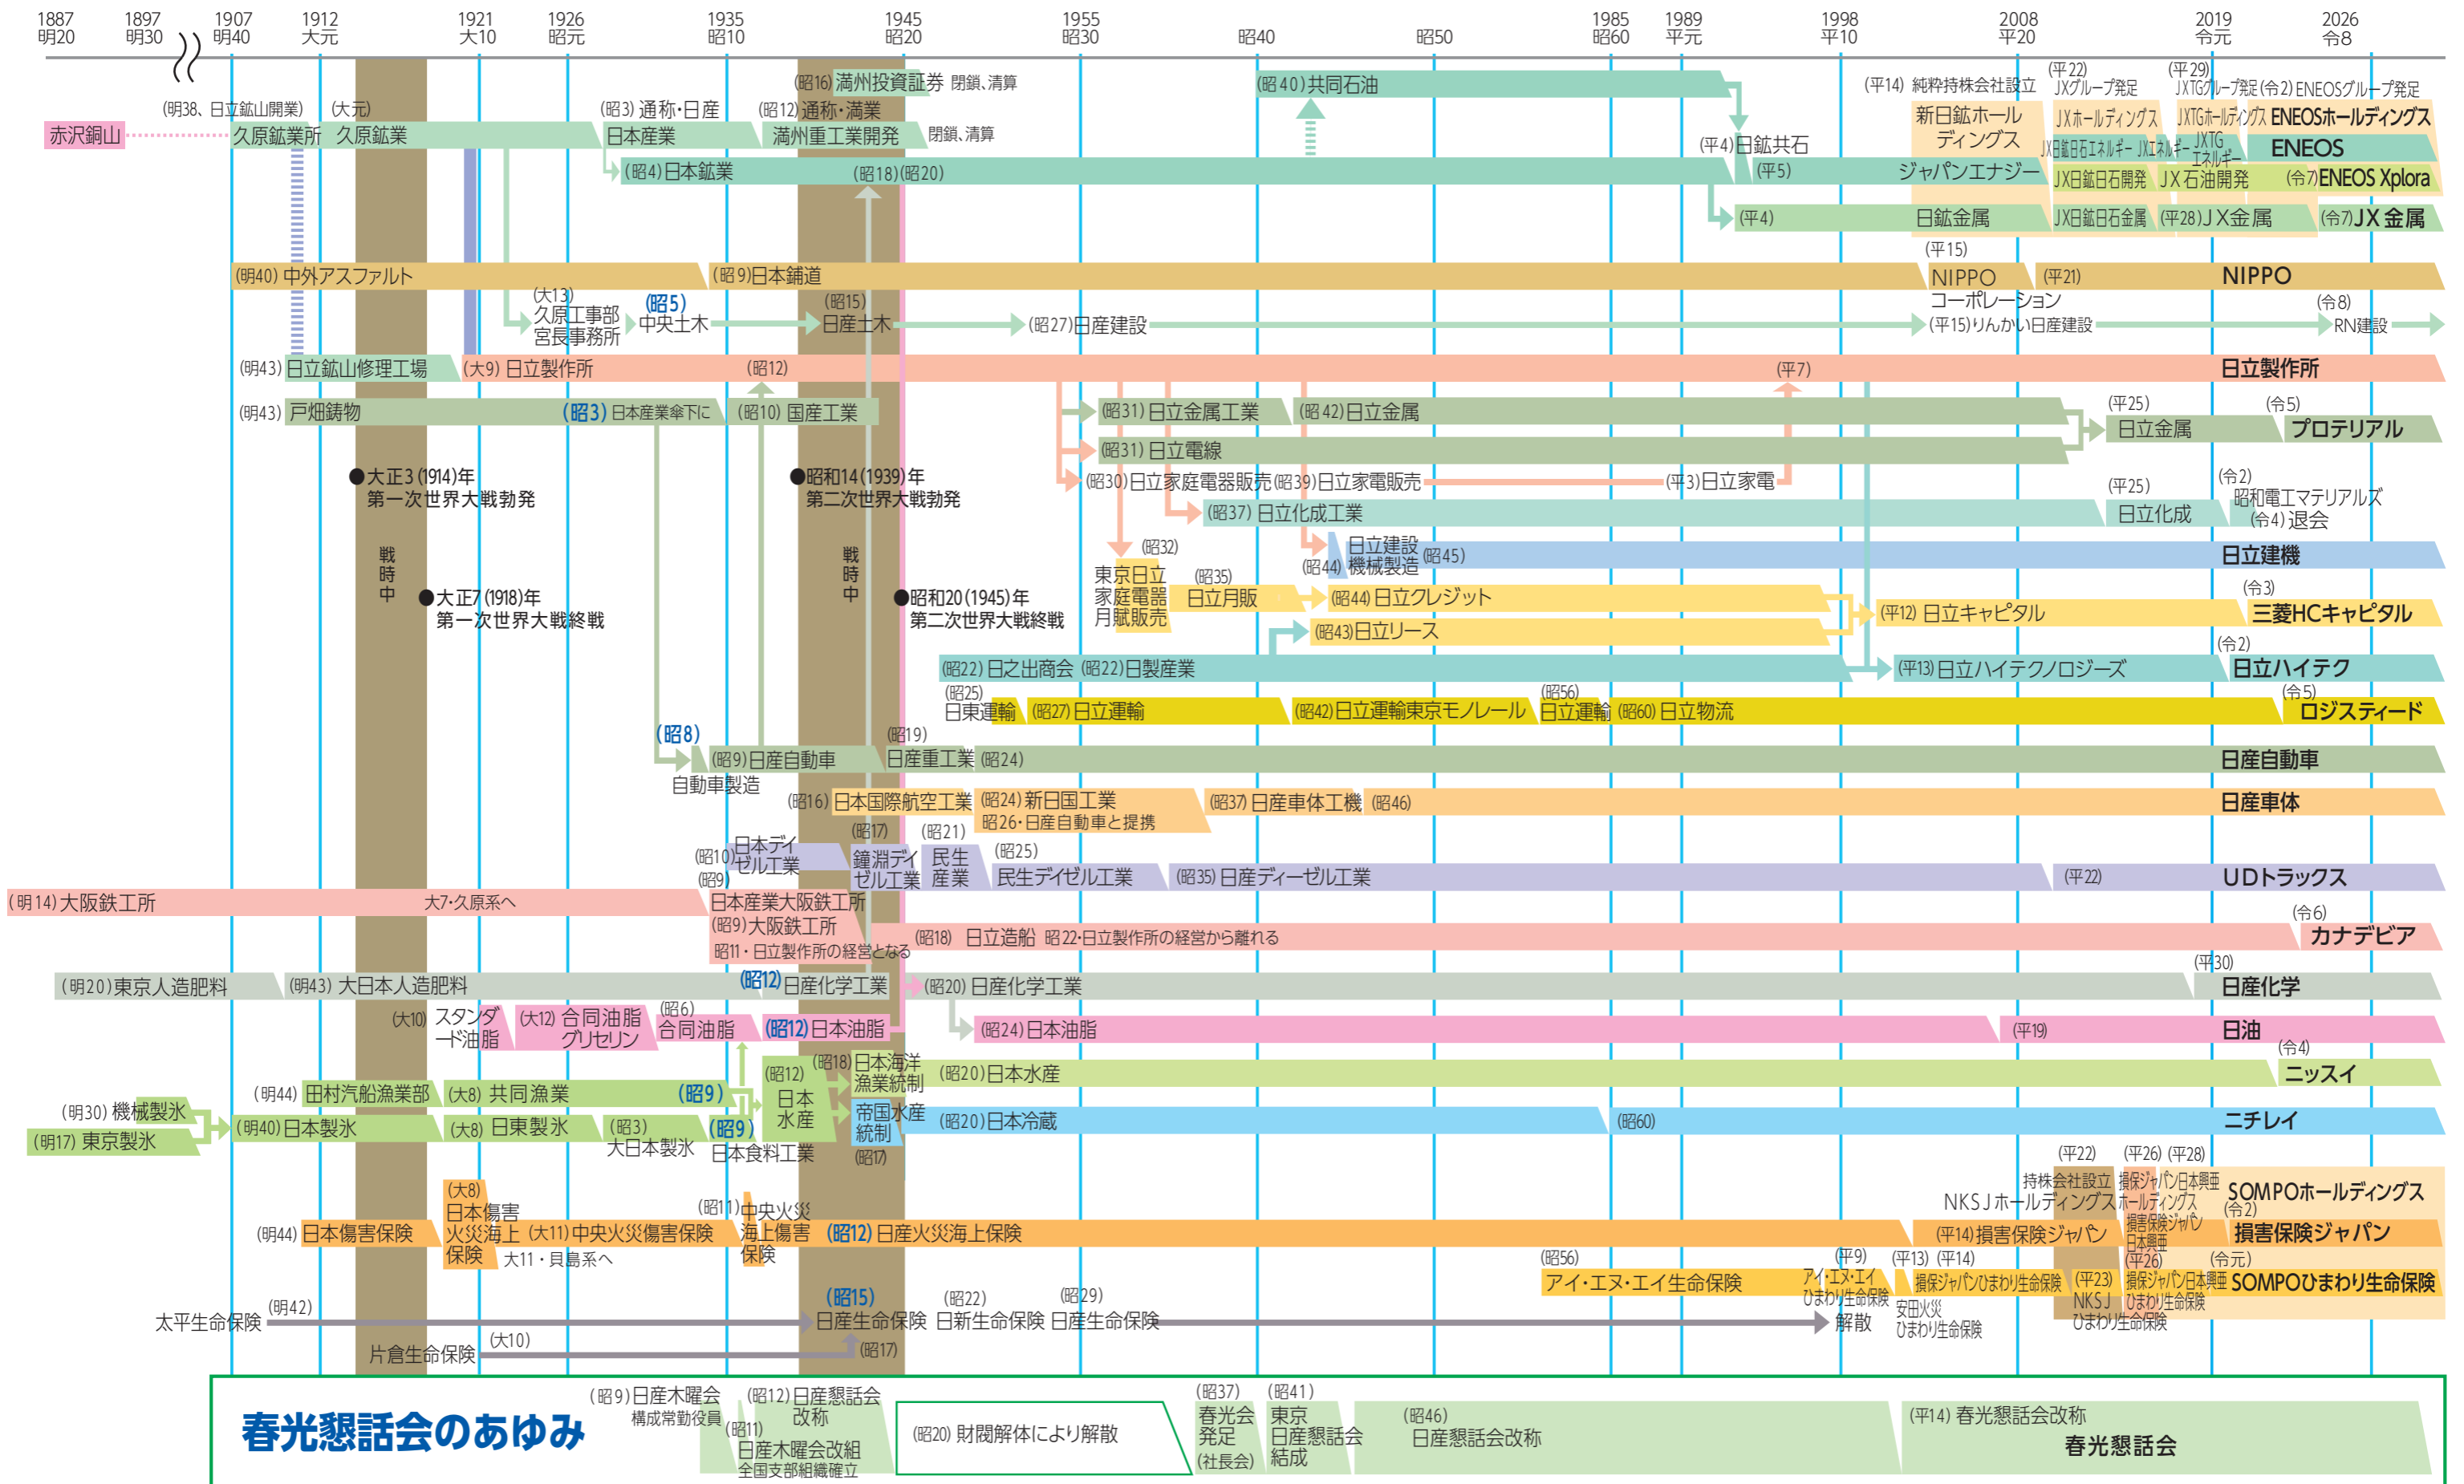 1887 1897 1907 1912 1921 1926 1935 1945 1955 1985 1989 1998 2008 2019 2026
明20 明30 明40 大元 大10 昭元 昭10 昭20 昭30 昭40 昭50 昭60 平元 平10 平20 令元 令8
(昭16) 満州投資証券 閉鎖、清算
(昭40)共同石油
(平14) 純粋持株会社設立
(平22)
JXグループ発足
(平29)
JXTGグループ発足
(令2) ENEOSグループ発足
(明38、日立鉱山開業)
(大元)
(昭3) 通称・日産
(昭12) 通称・満業
赤沢銅山
久原鉱業所
久原鉱業
日本産業
満州重工業開発
閉鎖、清算
新日鉱ホール
ディングス
JXホールディングス
JXTGホールディングス
ENEOSホールディングス
(平4)日鉱共石
JX日鉱日石エネルギー
JXエネルギー
JXTG
エネルギー
ENEOS
(昭4)日本鉱業
(昭18)(昭20)
(平5)
ジャパンエナジー
JX日鉱日石開発
JX石油開発
(令7)ENEOS Xplora
(平4)
日鉱金属
JX日鉱日石金属
(平28)JX金属
(令7)JX金属
(明40) 中外アスファルト
(昭9)日本鋪道
(平15)
NIPPO
コーポレーション
(平21)
NIPPO
(大13)
久原工事部
宮長事務所
(昭5)
中央土木
(昭15)
日産土木
(昭27)日産建設
(平15)りんかい日産建設
(令8)
RN建設
(明43) 日立鉱山修理工場
(大9) 日立製作所
(昭12)
(平7)
日立製作所
(明43) 戸畑鋳物
(昭3) 日本産業傘下に
(昭10) 国産工業
(昭31)日立金属工業
(昭42)日立金属
(平25)
日立金属
(令5)
プロテリアル
(昭31) 日立電線
●大正3(1914)年
第一次世界大戦勃発
●昭和14(1939)年
第二次世界大戦勃発
(昭30)日立家庭電器販売
(昭39)日立家電販売
(平3)日立家電
(昭37) 日立化成工業
(平25)
日立化成
(令2)
昭和電工マテリアルズ
(令4) 退会
戦時中
戦時中
日立建設
(昭44) 機械製造
(昭45)
日立建機
(昭32)
東京日立
家庭電器
月賦販売
(昭35)
日立月販
(昭44)日立クレジット
(平12) 日立キャピタル
(令3)
三菱HCキャピタル
●大正7(1918)年
第一次世界大戦終戦
●昭和20(1945)年
第二次世界大戦終戦
(昭43)日立リース
(昭22) 日之出商会
(昭22)日製産業
(平13)日立ハイテクノロジーズ
(令2)
日立ハイテク
(昭25)
日東運輸
(昭27)日立運輸
(昭42)日立運輸東京モノレール
(昭56)
日立運輸
(昭60) 日立物流
(令5)
ロジスティード
(昭8)
自動車製造
(昭9)日産自動車
(昭19)
日産重工業
(昭24)
日産自動車
(昭16) 日本国際航空工業
(昭24)新日国工業
昭26・日産自動車と提携
(昭37) 日産車体工機
(昭46)
日産車体
(昭10)
日本デイ
ゼル工業
(昭17)
鐘淵デイ
ゼル工業
(昭21)
民生
産業
(昭25)
民生デイゼル工業
(昭35) 日産ディーゼル工業
(平22)
UDトラックス
(明14)大阪鉄工所
大7・久原系へ
(昭9)
日本産業大阪鉄工所
(昭9)大阪鉄工所
昭11・日立製作所の経営となる
(昭18) 日立造船 昭22・日立製作所の経営から離れる
(令6)
カナデビア
(明20)東京人造肥料
(明43) 大日本人造肥料
(昭12) 日産化学工業
(昭20) 日産化学工業
(平30)
日産化学
(大10) スタンダ
ード油脂
(大12) 合同油脂
グリセリン
(昭6)
合同油脂
(昭12)日本油脂
(昭24)日本油脂
(平19)
日油
(明44) 田村汽船漁業部
(大8) 共同漁業
(昭9)
(昭12)
日本
水産
(昭18)日本海洋
漁業統制
(昭20)日本水産
(令4)
ニッスイ
(明30) 機械製氷
(明17) 東京製氷
(明40)日本製氷
(大8) 日東製氷
(昭3)
大日本製氷
(昭9)
日本食料工業
帝国水産
統制
(昭17)
(昭20)日本冷蔵
(昭60)
ニチレイ
(明44) 日本傷害保険
(大8)
日本傷害
火災海上
保険
(大11)中央火災傷害保険
大11・貝島系へ
(昭11)
中央火災
海上傷害
保険
(昭12) 日産火災海上保険
(平14)損害保険ジャパン
(平22)
持株会社設立
NKSJホールディングス
(平26)
損保ジャパン日本興亜
ホールディングス
(平28)
SOMPOホールディングス
損害保険ジャパン
日本興亜
(令2)
損害保険ジャパン
(昭56)
アイ・エヌ・エイ生命保険
(平9)
アイ・エヌ・エイ
ひまわり生命保険
(平13)
安田火災
ひまわり生命保険
(平14)
損保ジャパンひまわり生命保険
(平23)
NKSJ
ひまわり生命保険
(平26)
損保ジャパン日本興亜
ひまわり生命保険
(令元)
SOMPOひまわり生命保険
太平生命保険
(明42)
(昭15)
日産生命保険
(昭22)
日新生命保険
(昭29)
日産生命保険
解散
片倉生命保険
(大10)
(昭17)
春光懇話会のあゆみ
(昭9)日産木曜会
構成常勤役員
(昭11)
日産木曜会改組
全国支部組織確立
(昭12)日産懇話会
改称
(昭20) 財閥解体により解散
(昭37)
春光会
発足
(社長会)
(昭41)
東京
日産懇話会
結成
(昭46)
日産懇話会改称
(平14) 春光懇話会改称
春光懇話会